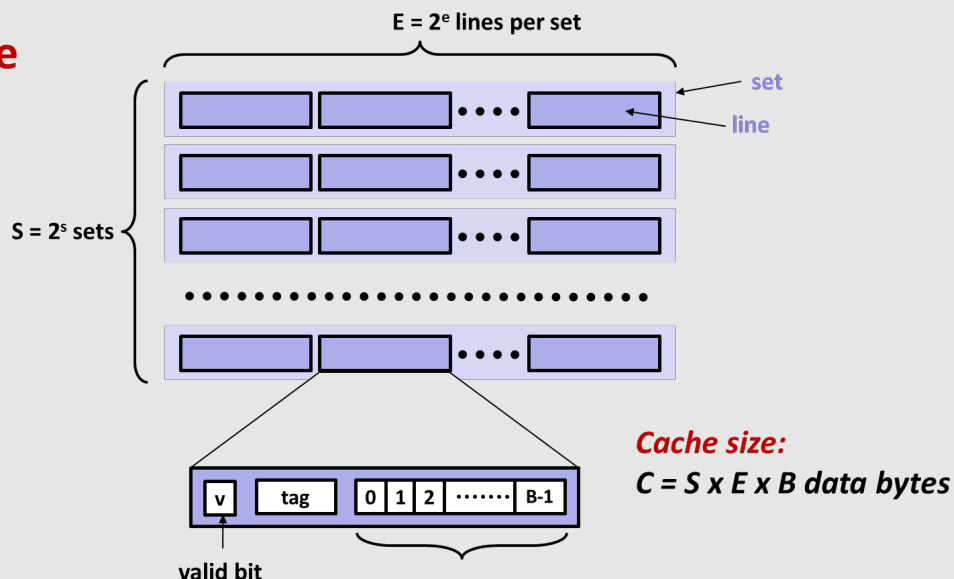 E = 2ᵉ lines per set
e
set
line
S = 2ˢ sets
Cache size:
C = S x E x B data bytes
v tag 0 1 2 ······· B-1
valid bit